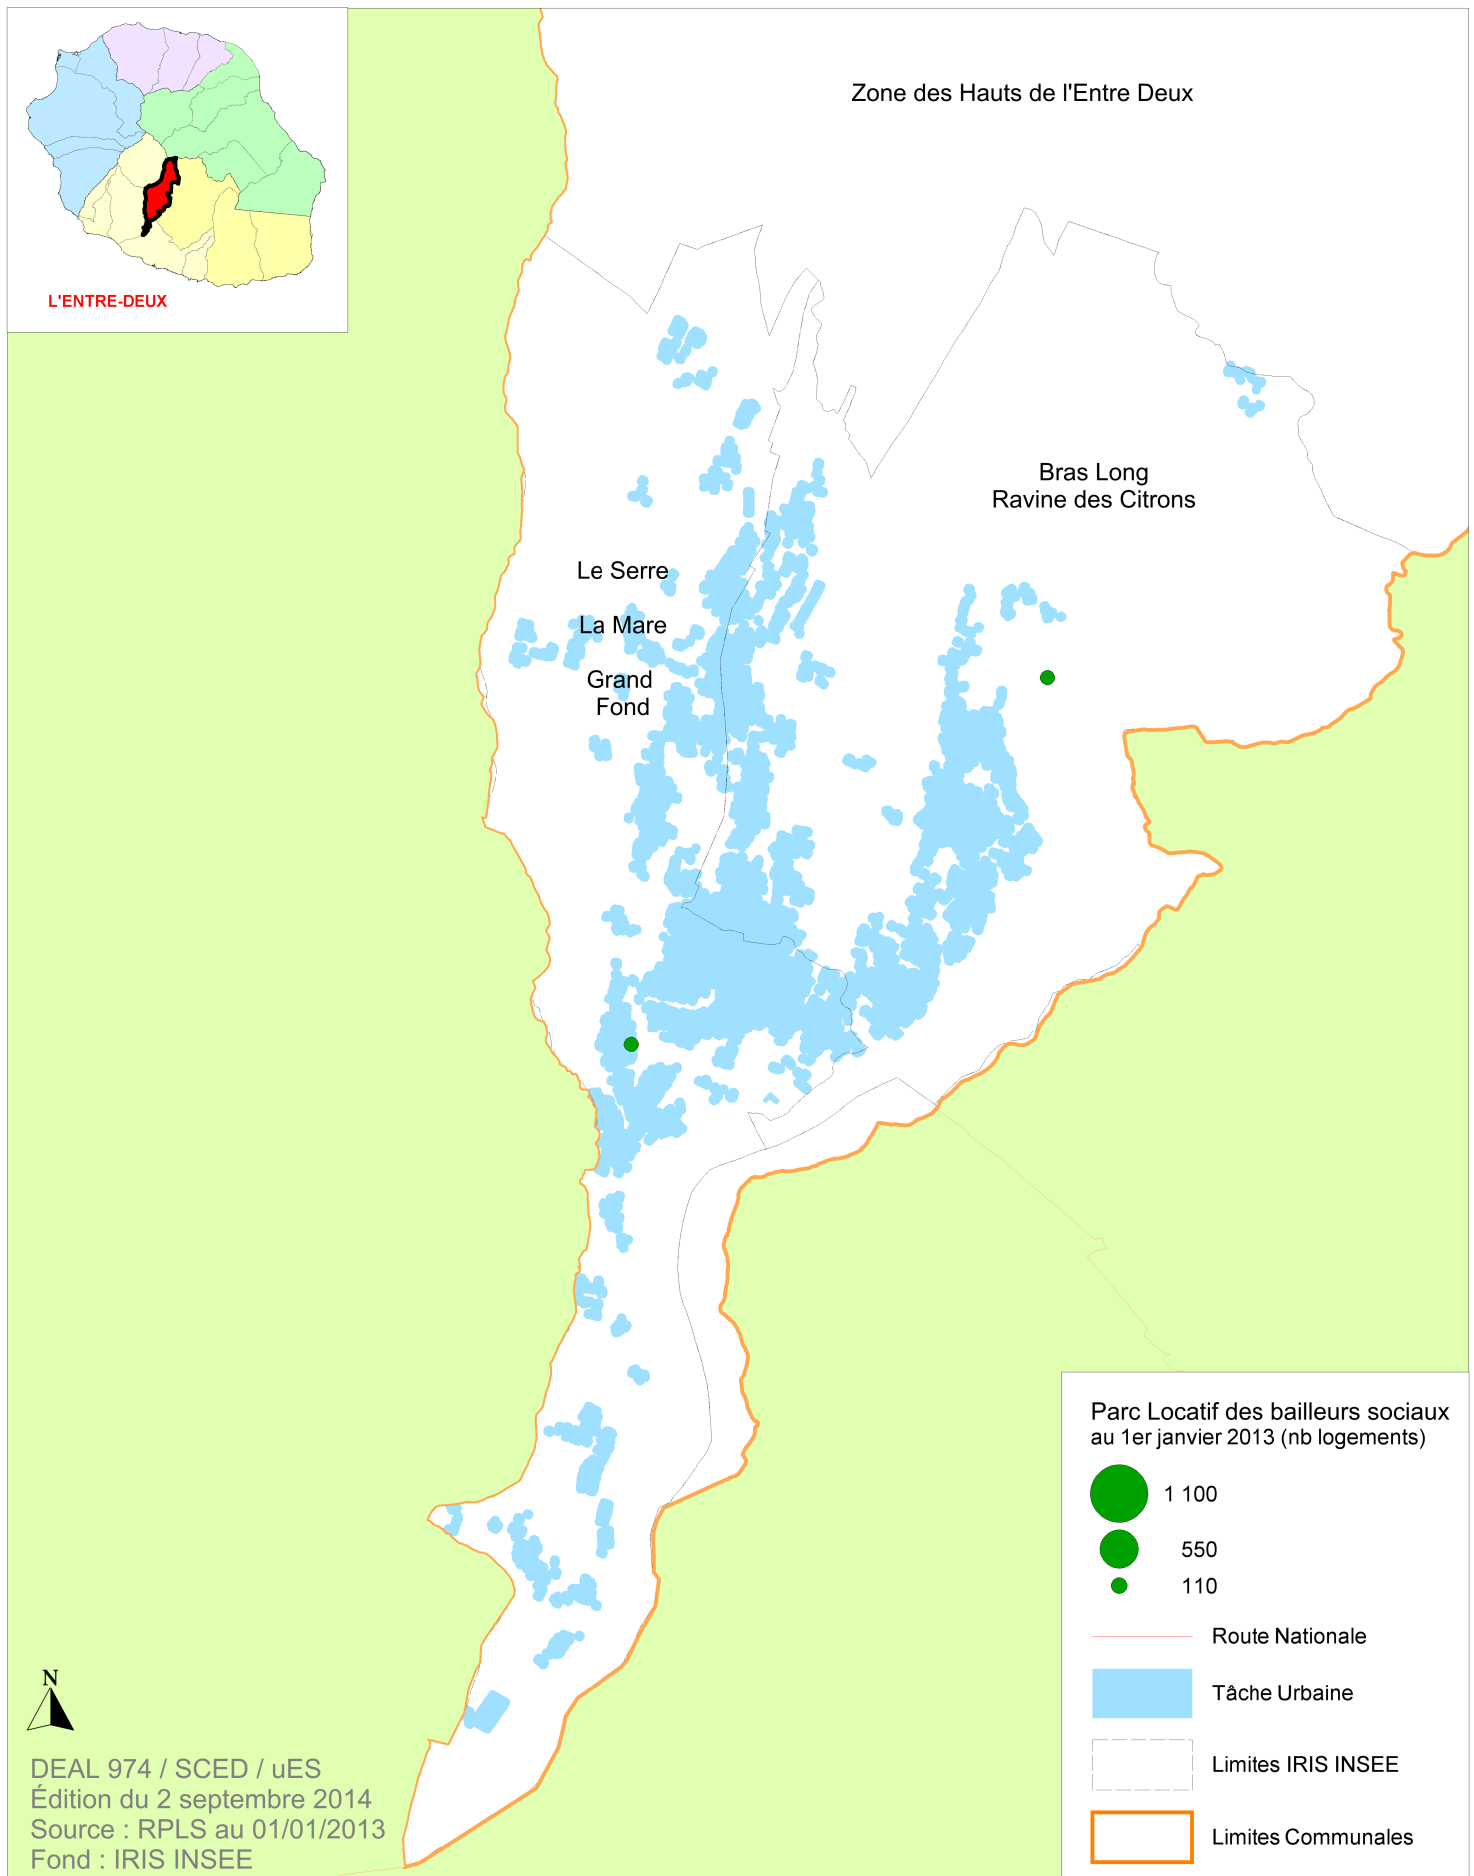 L'ENTRE-DEUX
Zone des Hauts de l'Entre Deux
Bras Long
Ravine des Citrons
Le Serre
La Mare
Grand
Fond
Parc Locatif des bailleurs sociaux
au 1er janvier 2013 (nb logements)
1 100
550
110
Route Nationale
Tâche Urbaine
Limites IRIS INSEE
Limites Communales
N
DEAL 974 / SCED / uES
Édition du 2 septembre 2014
Source : RPLS au 01/01/2013
Fond : IRIS INSEE